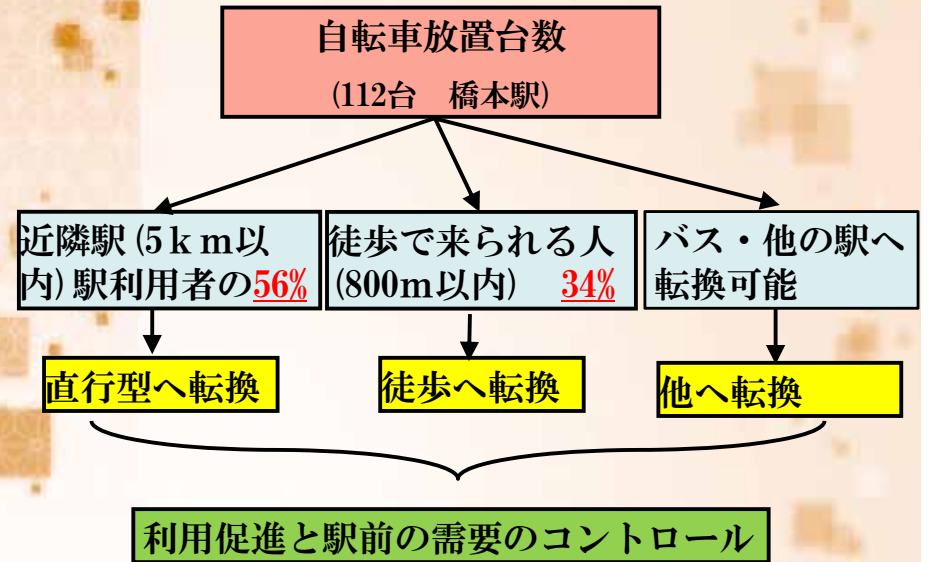 自転車放置台数
(112台 橋本駅)
近隣駅(5km以
内)駅利用者の56%
徒歩で来られる人
(800m以内) 34%
バス・他の駅へ
転換可能
直行型へ転換
徒歩へ転換
他へ転換
利用促進と駅前の需要のコントロール